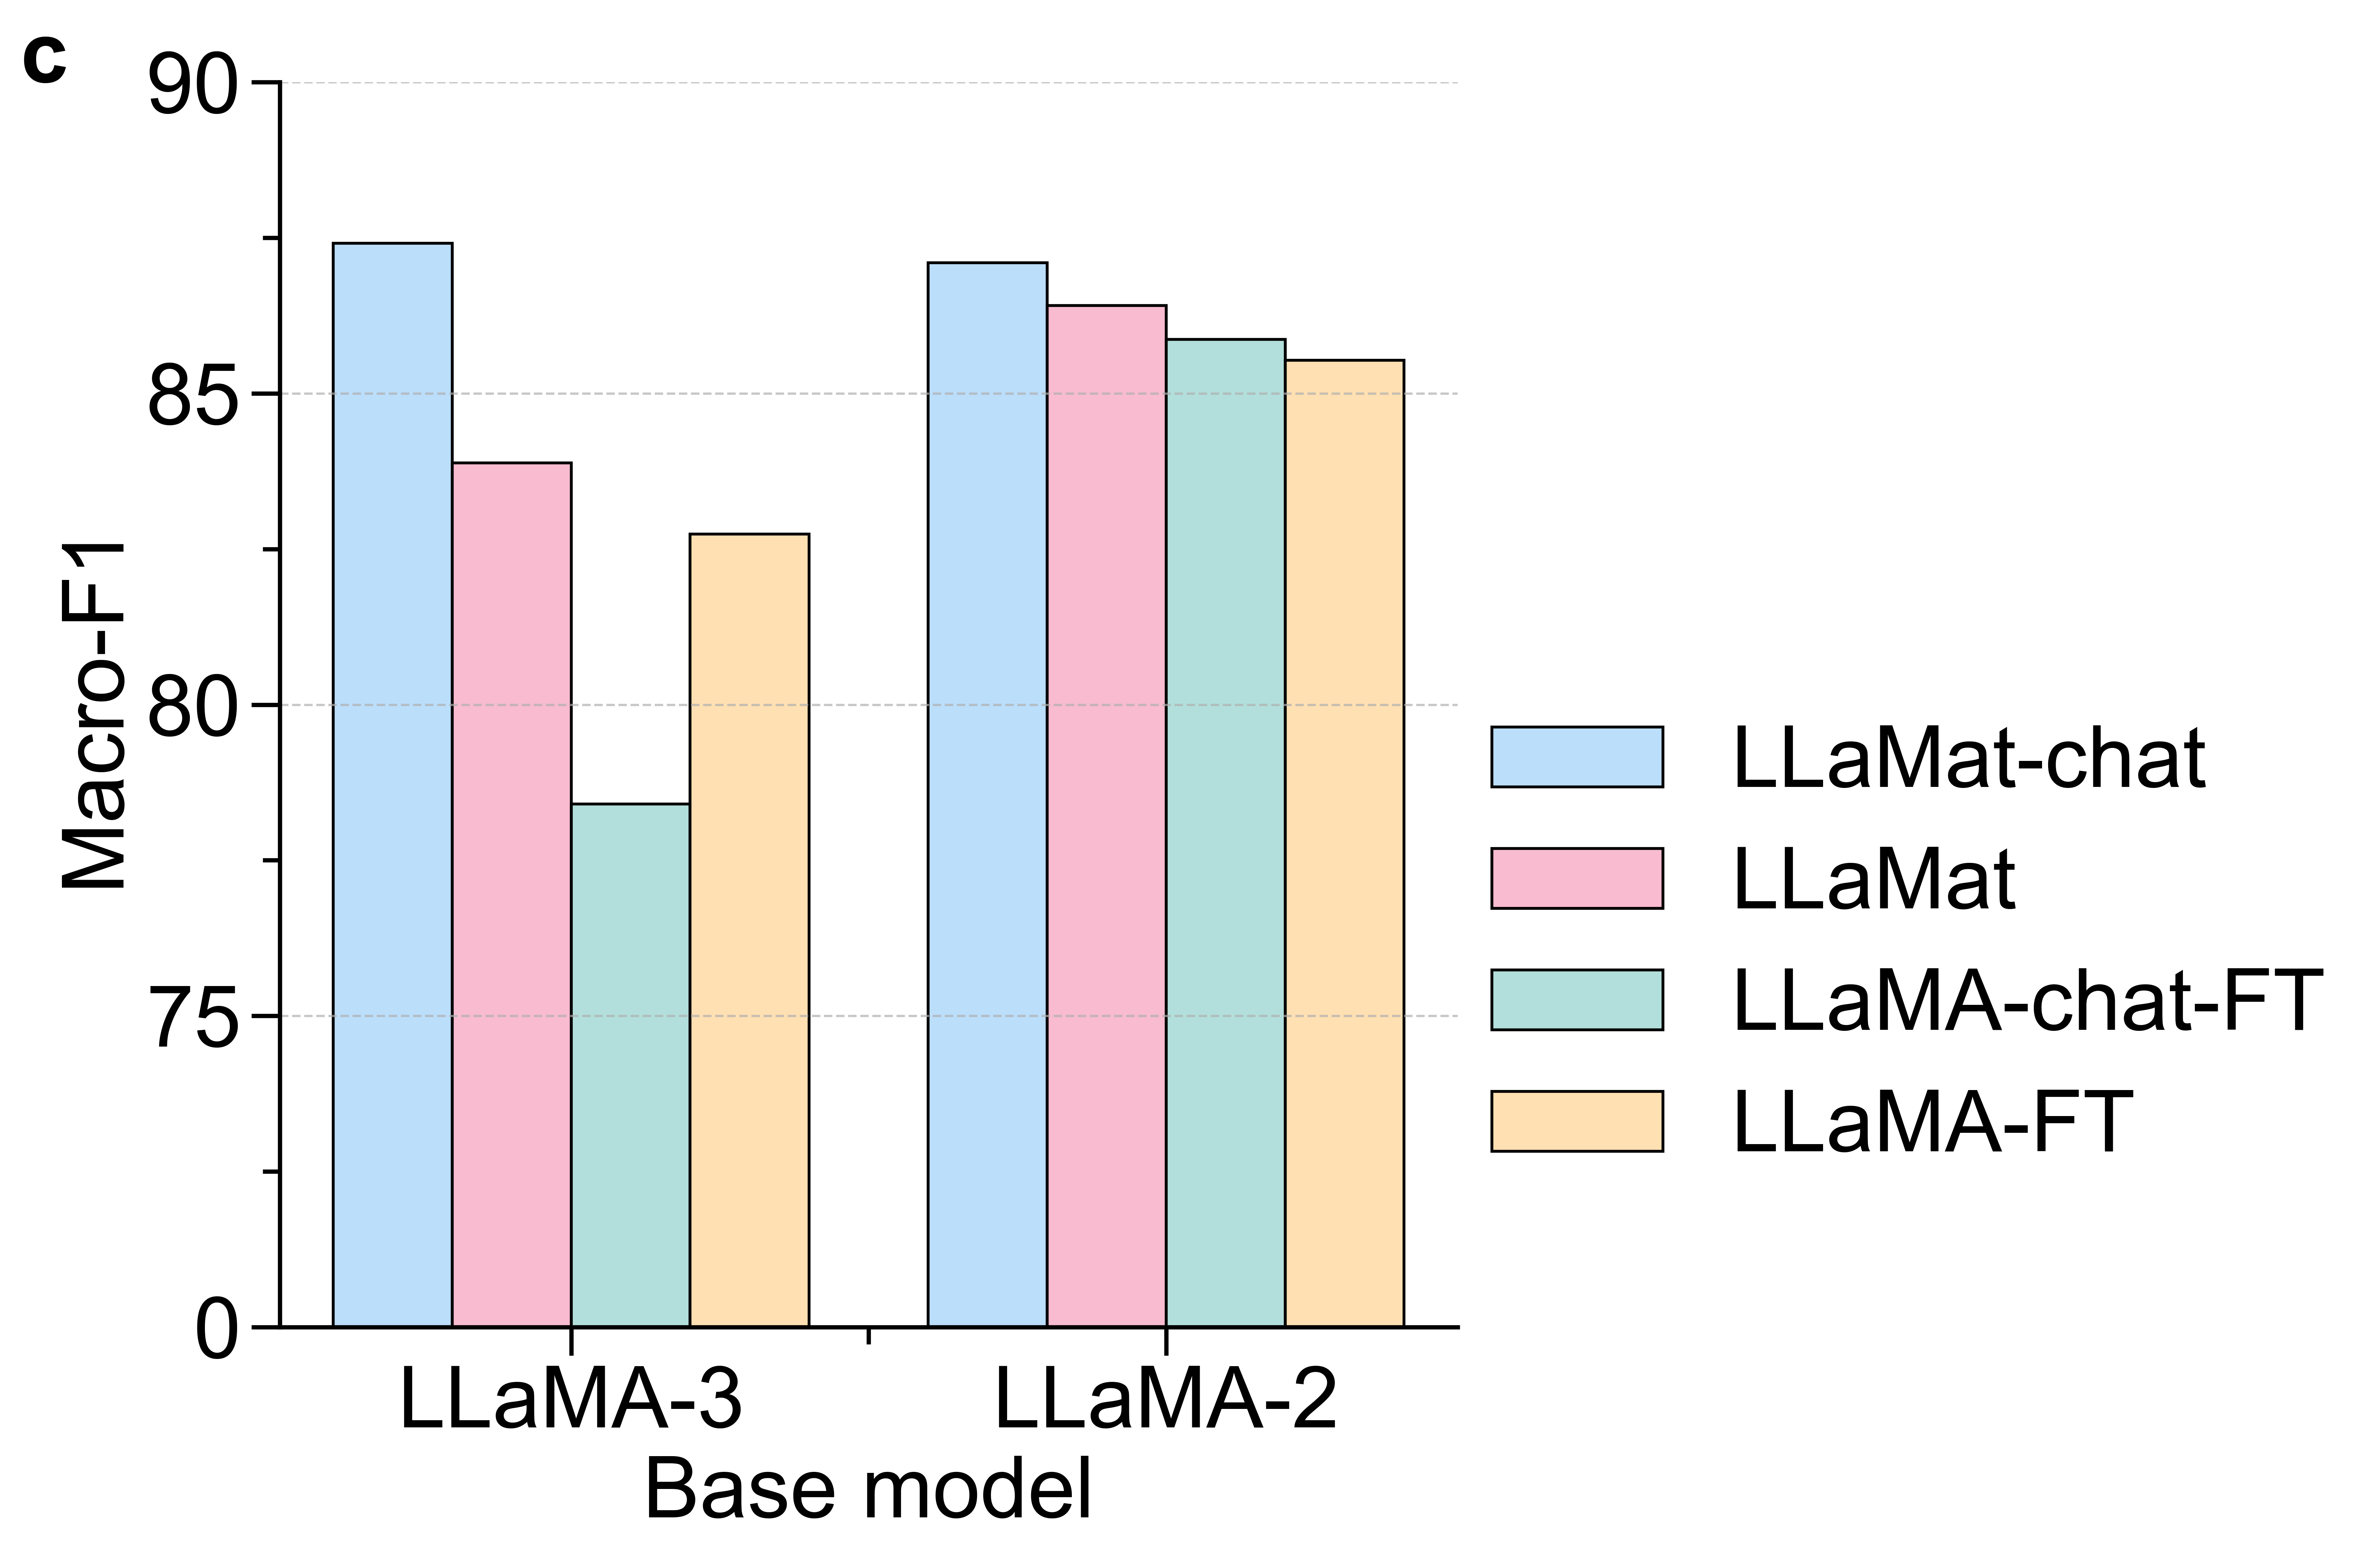 c
90
85
80
75
0
Macro-F1
LLaMA-3
LLaMA-2
Base model
LLaMat-chat
LLaMat
LLaMA-chat-FT
LLaMA-FT